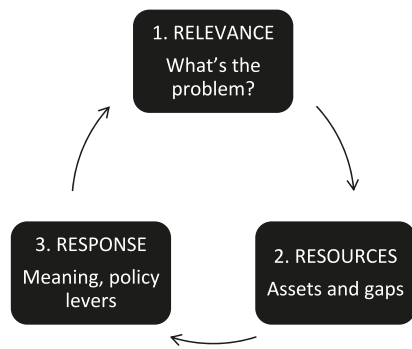 1. RELEVANCE
What’s the
problem?
2. RESOURCES
Assets and gaps
3. RESPONSE
Meaning, policy
levers